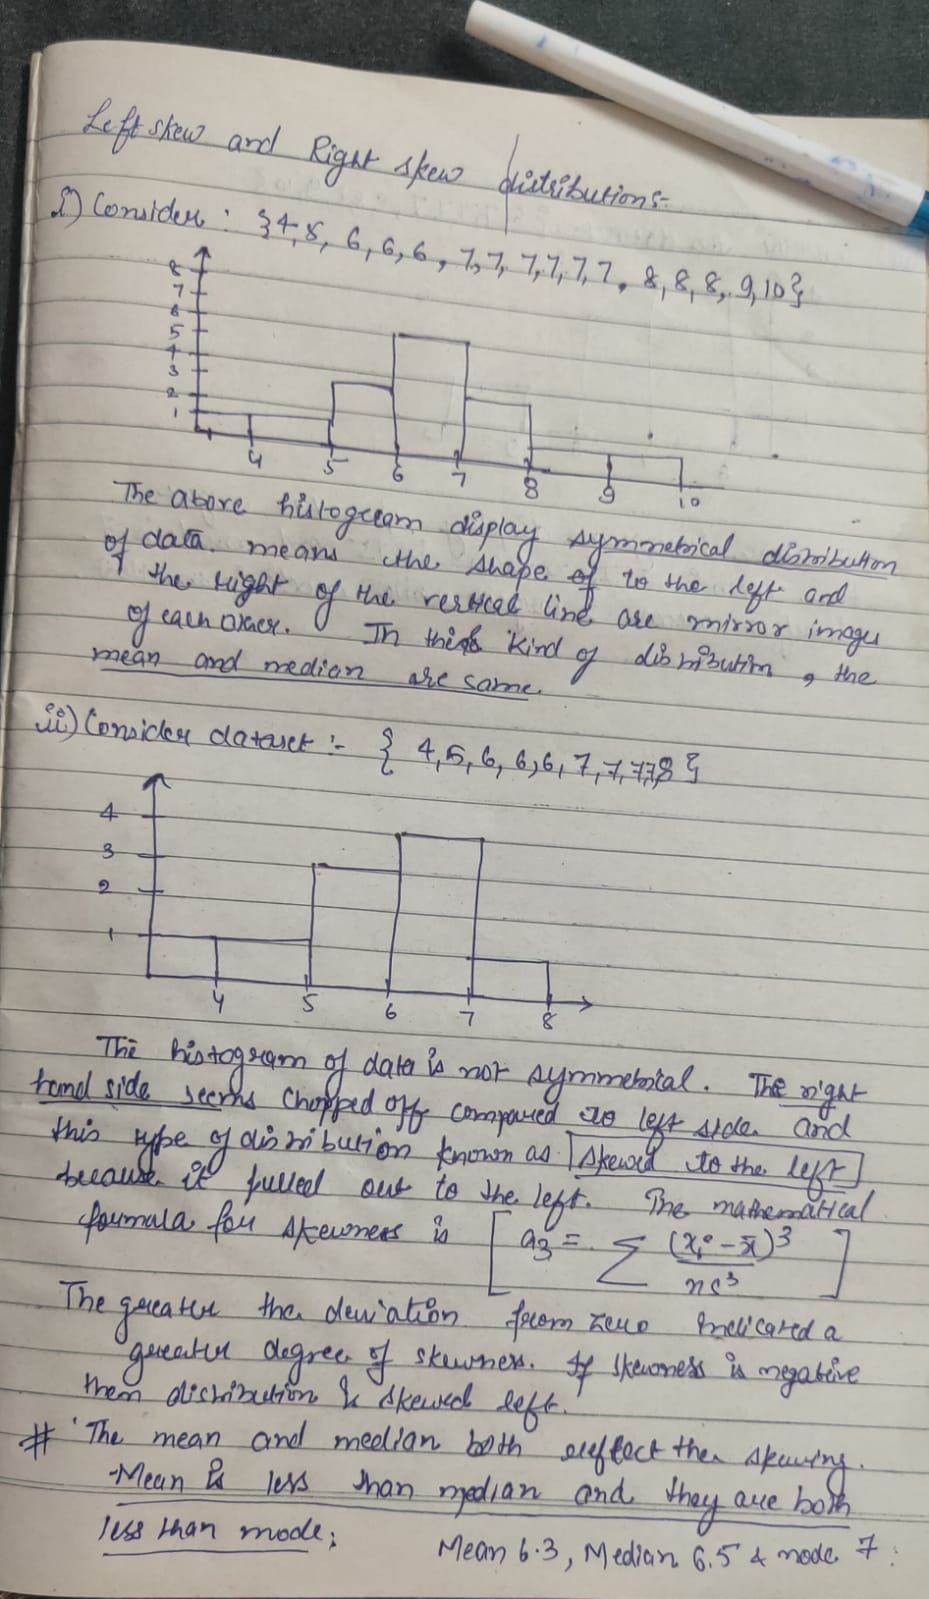 Left skew and Right skew distributions:-
i) Consider : {4,5, 6,6,6, 7,7, 7,7,7,7, 8,8,8, 9,10}
8
7
6
5
4
3
2
1
4 5 6 7 8 9 10
The above histogram display symmetrical distribution
of data. means the shape of to the left and
the right of the vertical line are mirror images
of each other. In this kind of distribution, the
mean and median are same.
ii) Consider dataset :- { 4,5,6,6,6,7,7,7,7,8 }
4
3
2
1
4 5 6 7 8
The histogram of data is not symmetrical. The right
hand side seems chopped off compared to left side and
this type of distribution known as skewed to the left
because it pulled out to the left. The mathematical
formula for skewness is [ a3 = Σ (xi - x̄)³ / ns³ ]
The greater the deviation from zero indicated a
greater degree of skewness. If skewness is negative
then distribution is skewed left.
# The mean and median both reflect the skewing.
-Mean is less than median and they are both
less than mode; Mean 6.3, Median 6.5 & mode 7.